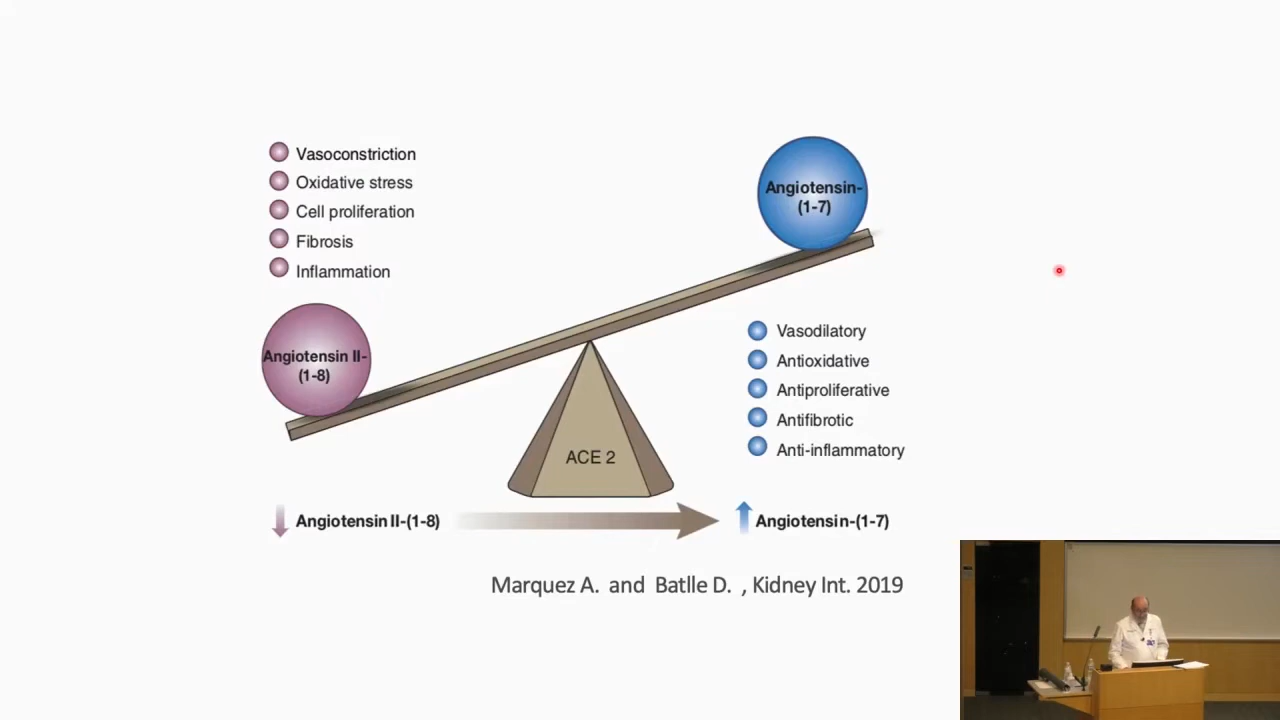 Vasoconstriction
Oxidative stress
Cell proliferation
Fibrosis
Inflammation
Angiotensin II-
(1-8)
Angiotensin-
(1-7)
Vasodilatory
Antioxidative
Antiproliferative
Antifibrotic
Anti-inflammatory
ACE 2
Angiotensin II-(1-8)
Angiotensin-(1-7)
Marquez A. and Batlle D. , Kidney Int. 2019